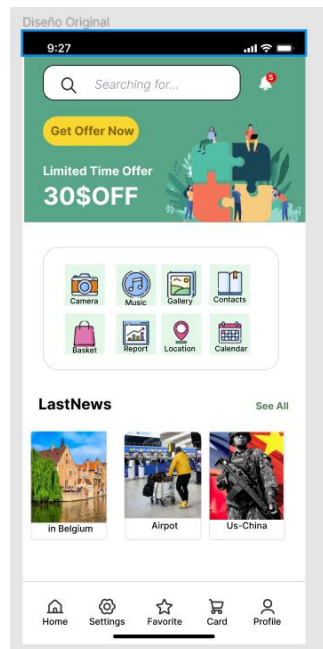 Diseño Original
9:27
Searching for...
5
Get Offer Now
Limited Time Offer
30$OFF
Camera Music Gallery Contacts
Basket Report Location Calendar
LastNews See All
in Belgium Airpot Us-China
Home Settings Favorite Card Profile